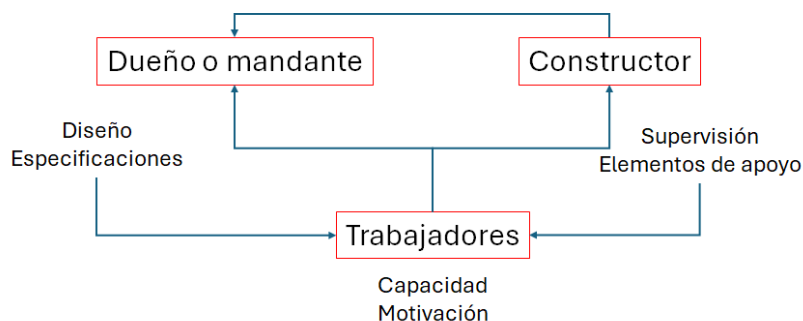 Dueño o mandante
Constructor
Diseño
Especificaciones
Supervisión
Elementos de apoyo
Trabajadores
Capacidad
Motivación